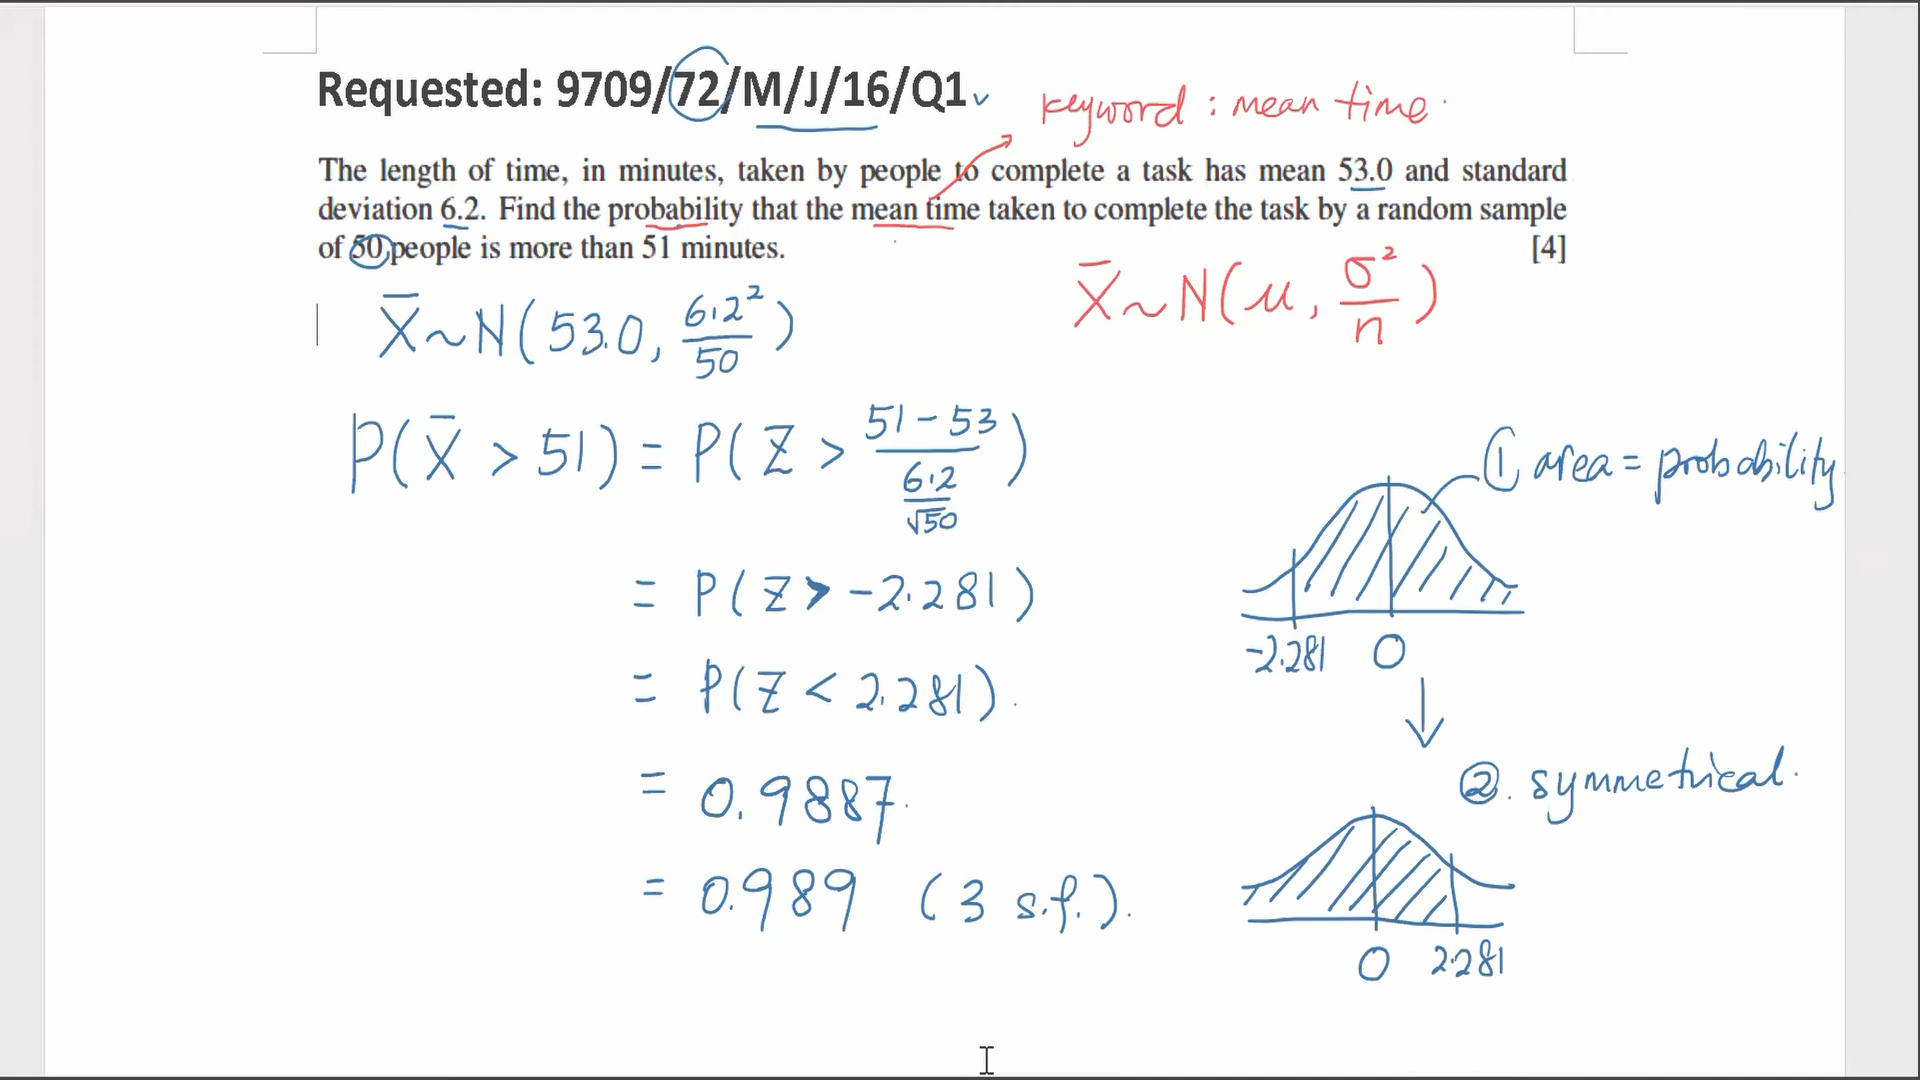 Requested: 9709/72/M/J/16/Q1
keyword : mean time.
The length of time, in minutes, taken by people to complete a task has mean 53.0 and standard
deviation 6.2. Find the probability that the mean time taken to complete the task by a random sample
of 50 people is more than 51 minutes. [4]
X̄ ~ N(μ, σ²/n)
X̄ ~ N(53.0, 6.2²/50)
P(X̄ > 51) = P(Z > (51 - 53)/(6.2/√50))
① area = probability
= P(Z > -2.281)
-2.281 0
= P(Z < 2.281).
② . symmetrical.
= 0.9887.
= 0.989 (3 s.f.).
0 2.281